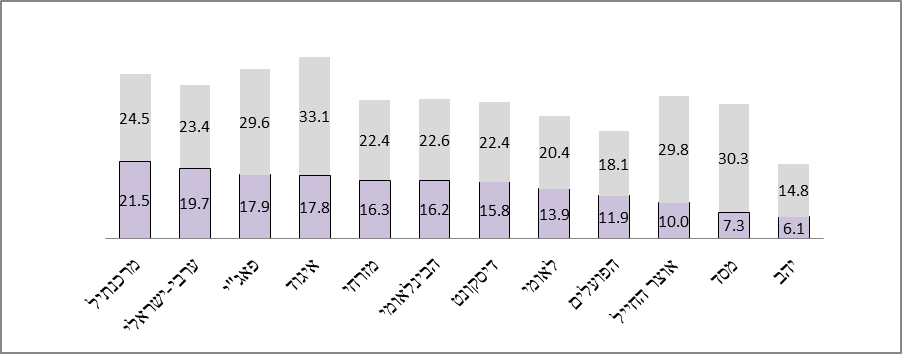 24.5
23.4
29.6
33.1
22.4
22.6
22.4
20.4
18.1
29.8
30.3
14.8
21.5
19.7
17.9
17.8
16.3
16.2
15.8
13.9
11.9
10.0
7.3
6.1
מרכנתיל
ערבי-ישראלי
פאג"י
איגוד
מזרחי
הבינלאומי
דיסקונט
לאומי
הפועלים
אוצר החייל
מסד
יהב